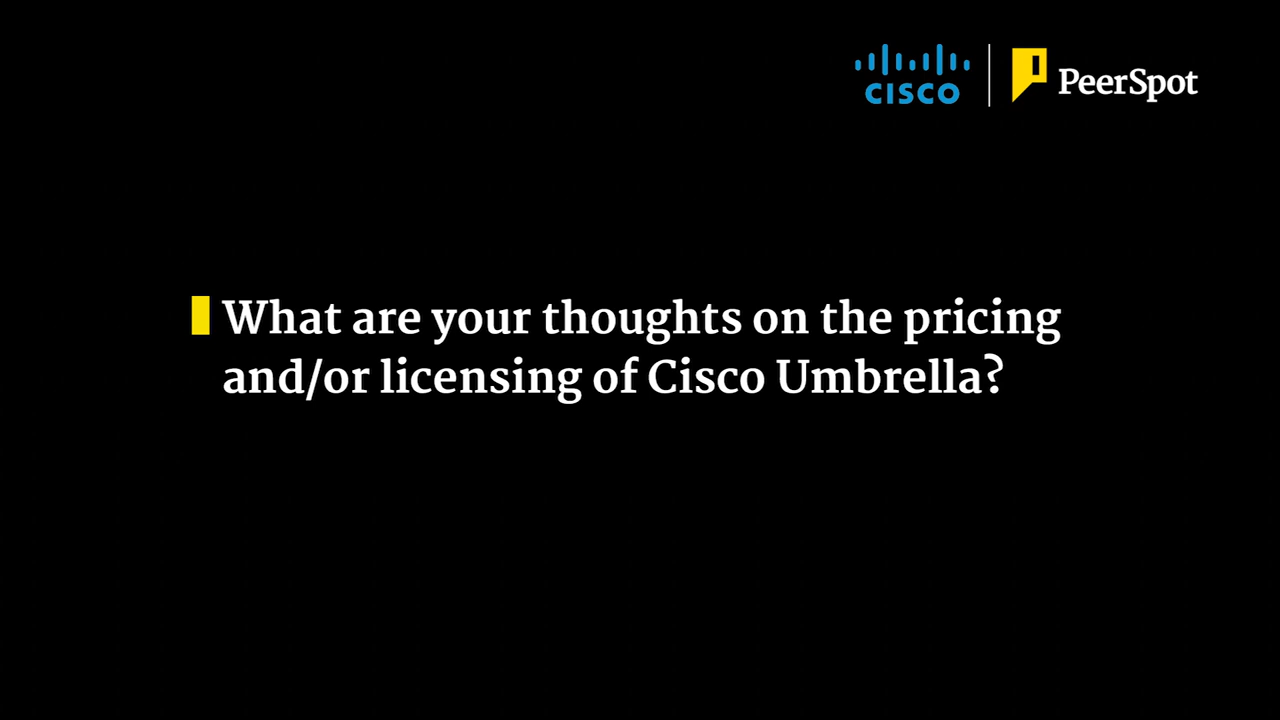 CISCO
PeerSpot
What are your thoughts on the pricing
and/or licensing of Cisco Umbrella?